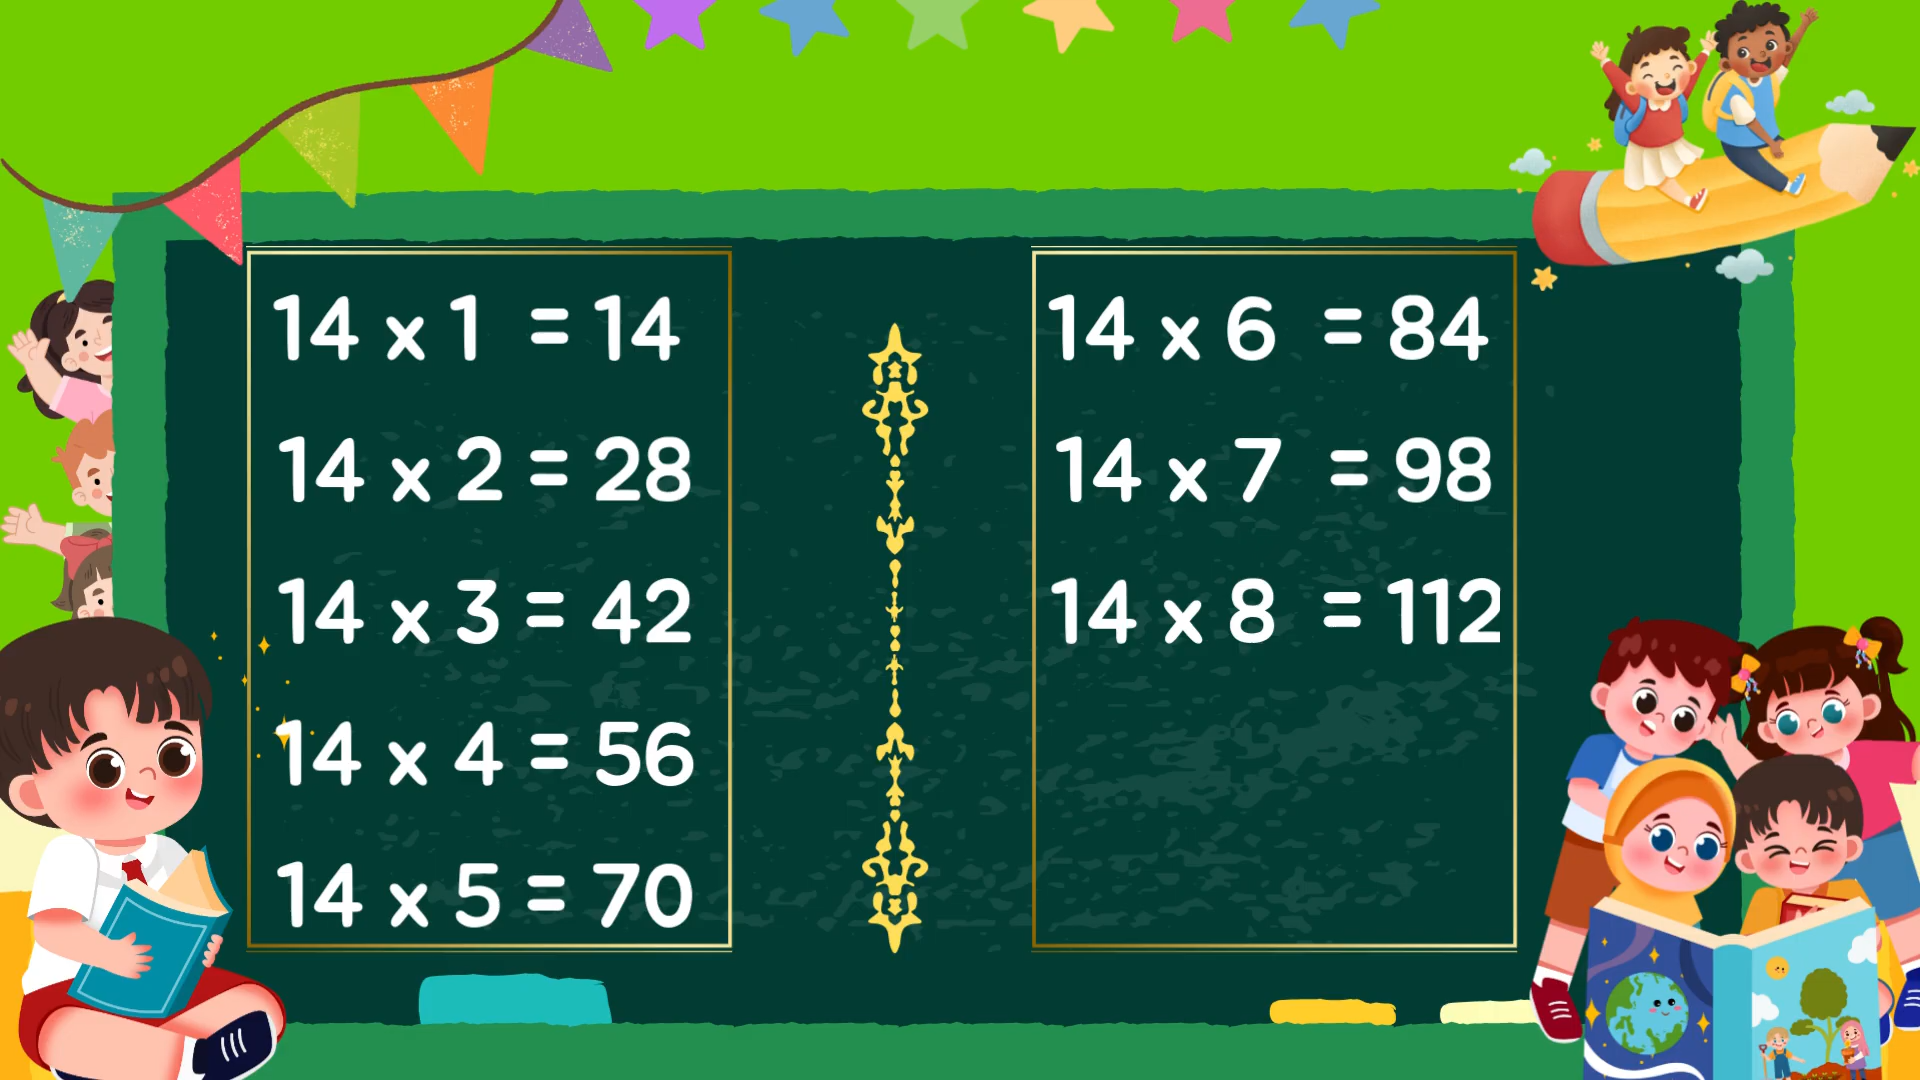 14 x 1 = 14
14 x 2 = 28
14 x 3 = 42
14 x 4 = 56
14 x 5 = 70
14 x 6 = 84
14 x 7 = 98
14 x 8 = 112